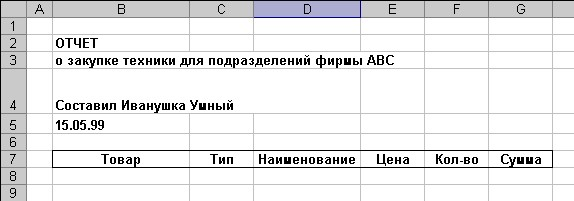 A B C D E F G
1
2 ОТЧЕТ
3 о закупке техники для подразделений фирмы АВС
4 Составил Иванушка Умный
5 15.05.99
6
7 Товар Тип Наименование Цена Кол-во Сумма
8
9